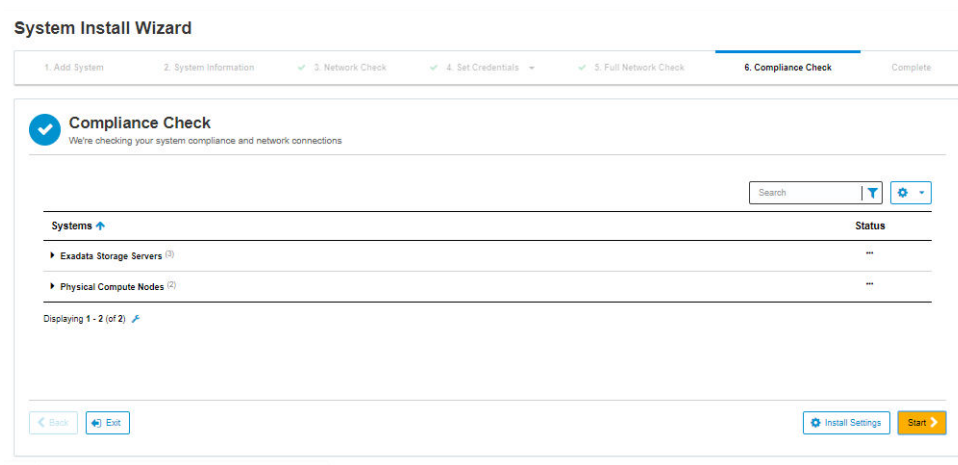 System Install Wizard
1. Add System 2. System Information 3. Network Check 4. Set Credentials 5. Full Network Check 6. Compliance Check Complete
Compliance Check
We're checking your system compliance and network connections
Search
Systems Status
Exadata Storage Servers (3) ...
Physical Compute Nodes (2) ...
Displaying 1 - 2 (of 2)
Back Exit Install Settings Start